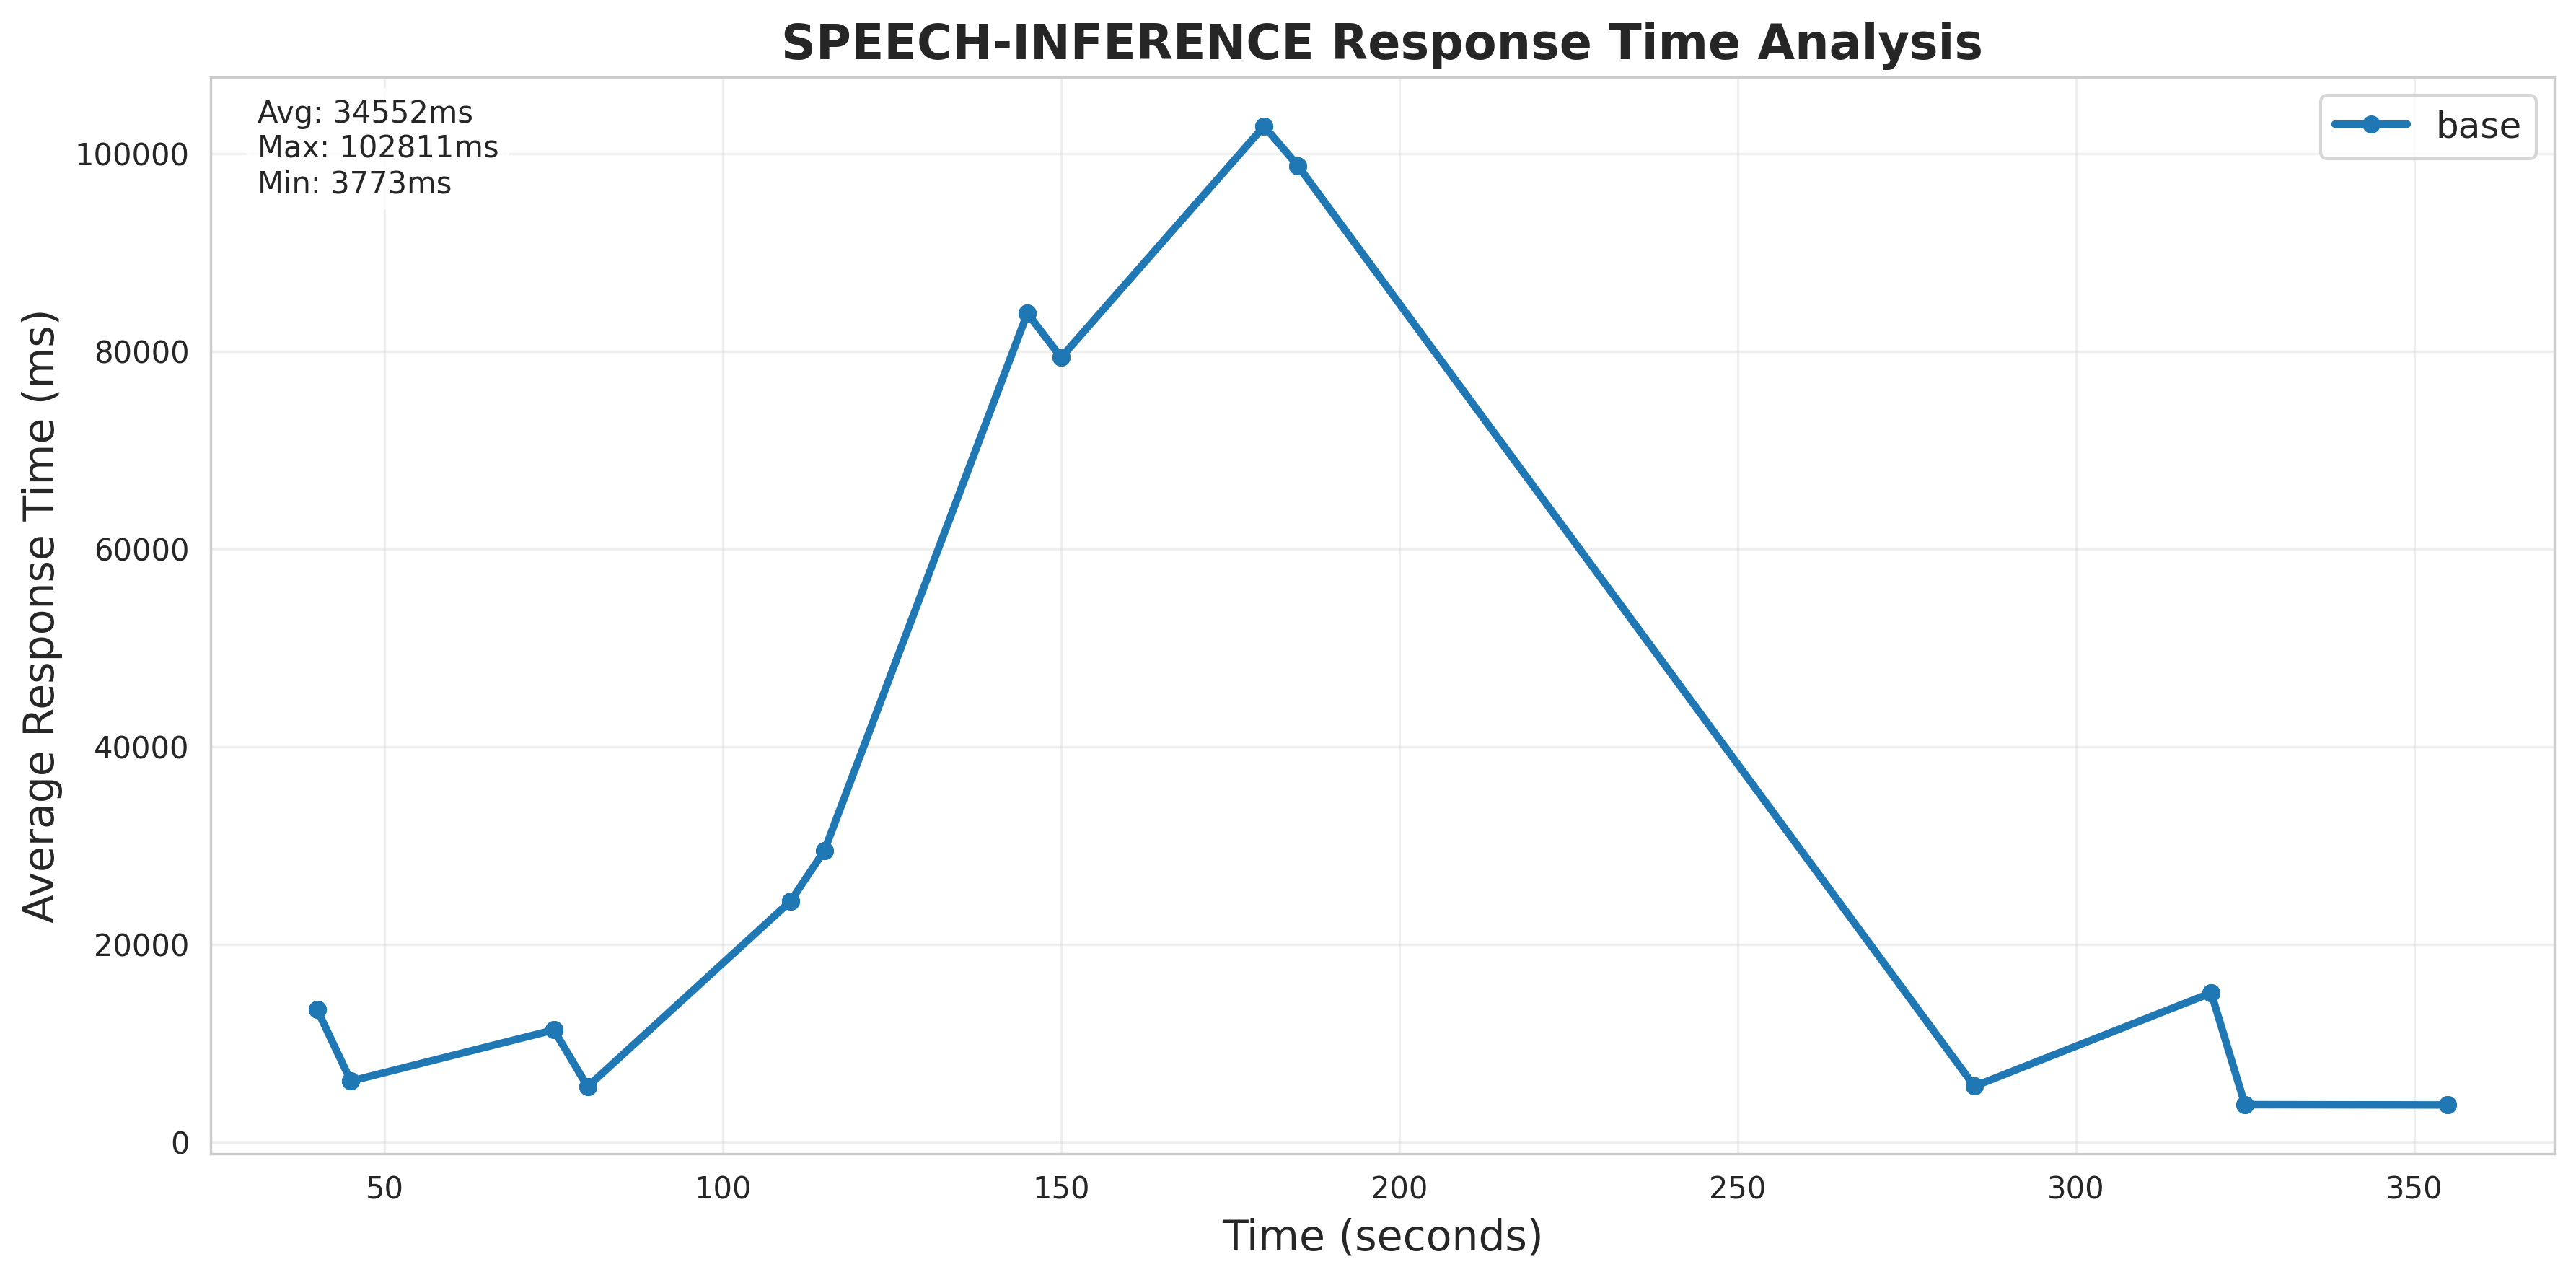 SPEECH-INFERENCE Response Time Analysis
Avg: 34552ms
Max: 102811ms
Min: 3773ms
base
Average Response Time (ms)
100000
80000
60000
40000
20000
0
50 100 150 200 250 300 350
Time (seconds)